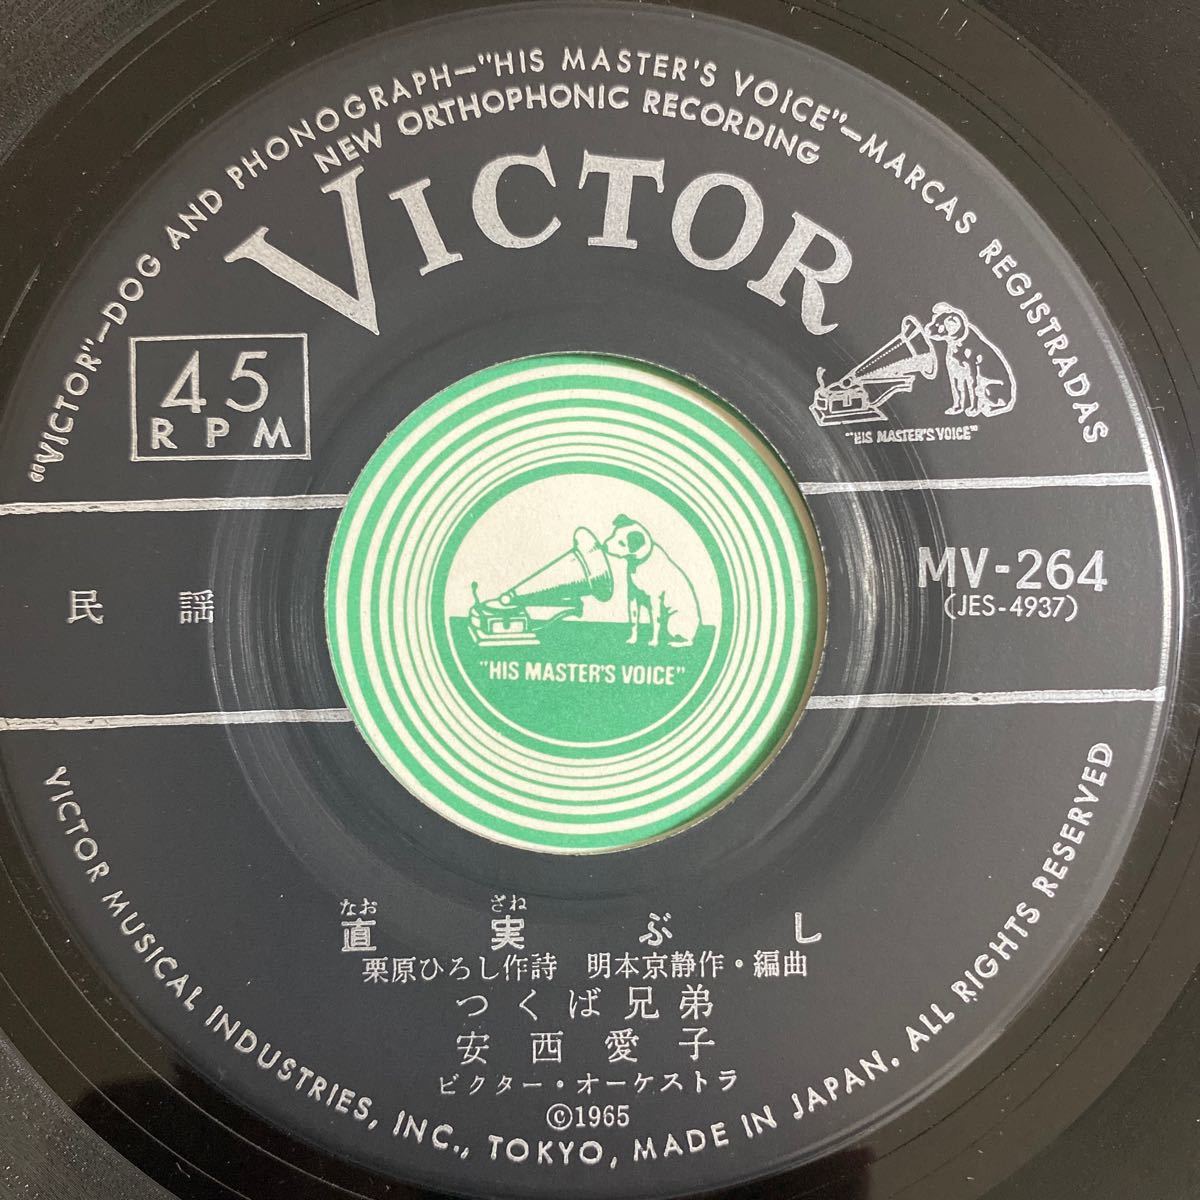 "VICTOR"—DOG AND PHONOGRAPH—"HIS MASTER'S VOICE"—MARCAS REGISTRADAS
NEW ORTHOPHONIC RECORDING
VICTOR
45
RPM
"HIS MASTER'S VOICE"
民謡
MV-264
(JES-4937)
"HIS MASTER'S VOICE"
なお ざね
直実ぶし
栗原ひろし作詩 明本京静作・編曲
つくば兄弟
安西愛子
ビクター・オーケストラ
©1965
VICTOR MUSICAL INDUSTRIES, INC., TOKYO, MADE IN JAPAN. ALL RIGHTS RESERVED